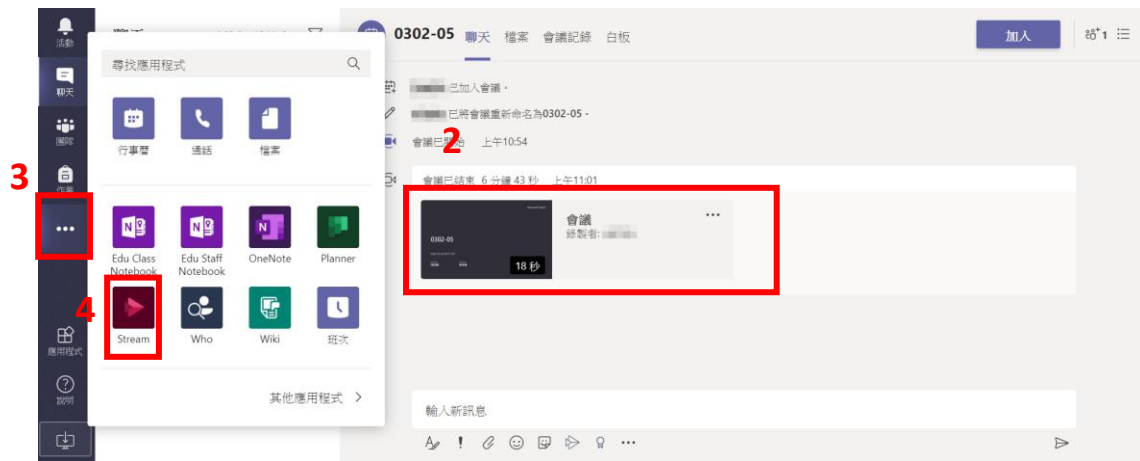 活動
聊天
團隊
3
作業
•••
應用程式
說明
尋找應用程式
行事曆 通話 檔案
Edu Class Notebook
Edu Staff Notebook
OneNote
Planner
4
Stream
Who
Wiki
班次
其他應用程式 >
0302-05 聊天 檔案 會議記錄 白板
加入
1
已加入會議。
已將會議重新命名為0302-05。
2
會議已開始 上午10:54
會議已結束 6 分鐘 43 秒 上午11:01
0302-05
18 秒
會議
錄製者:
•••
輸入新訊息